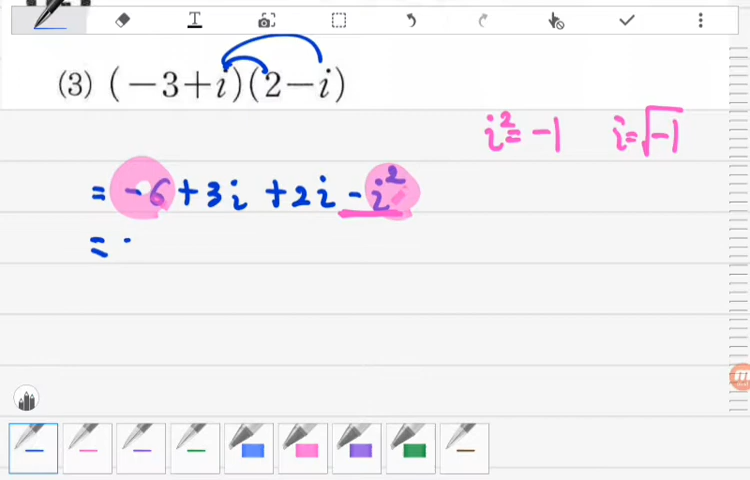 (3) (−3+i)(2−i)
i²=−1 i=√−1
= −6 +3i +2i − i²
=